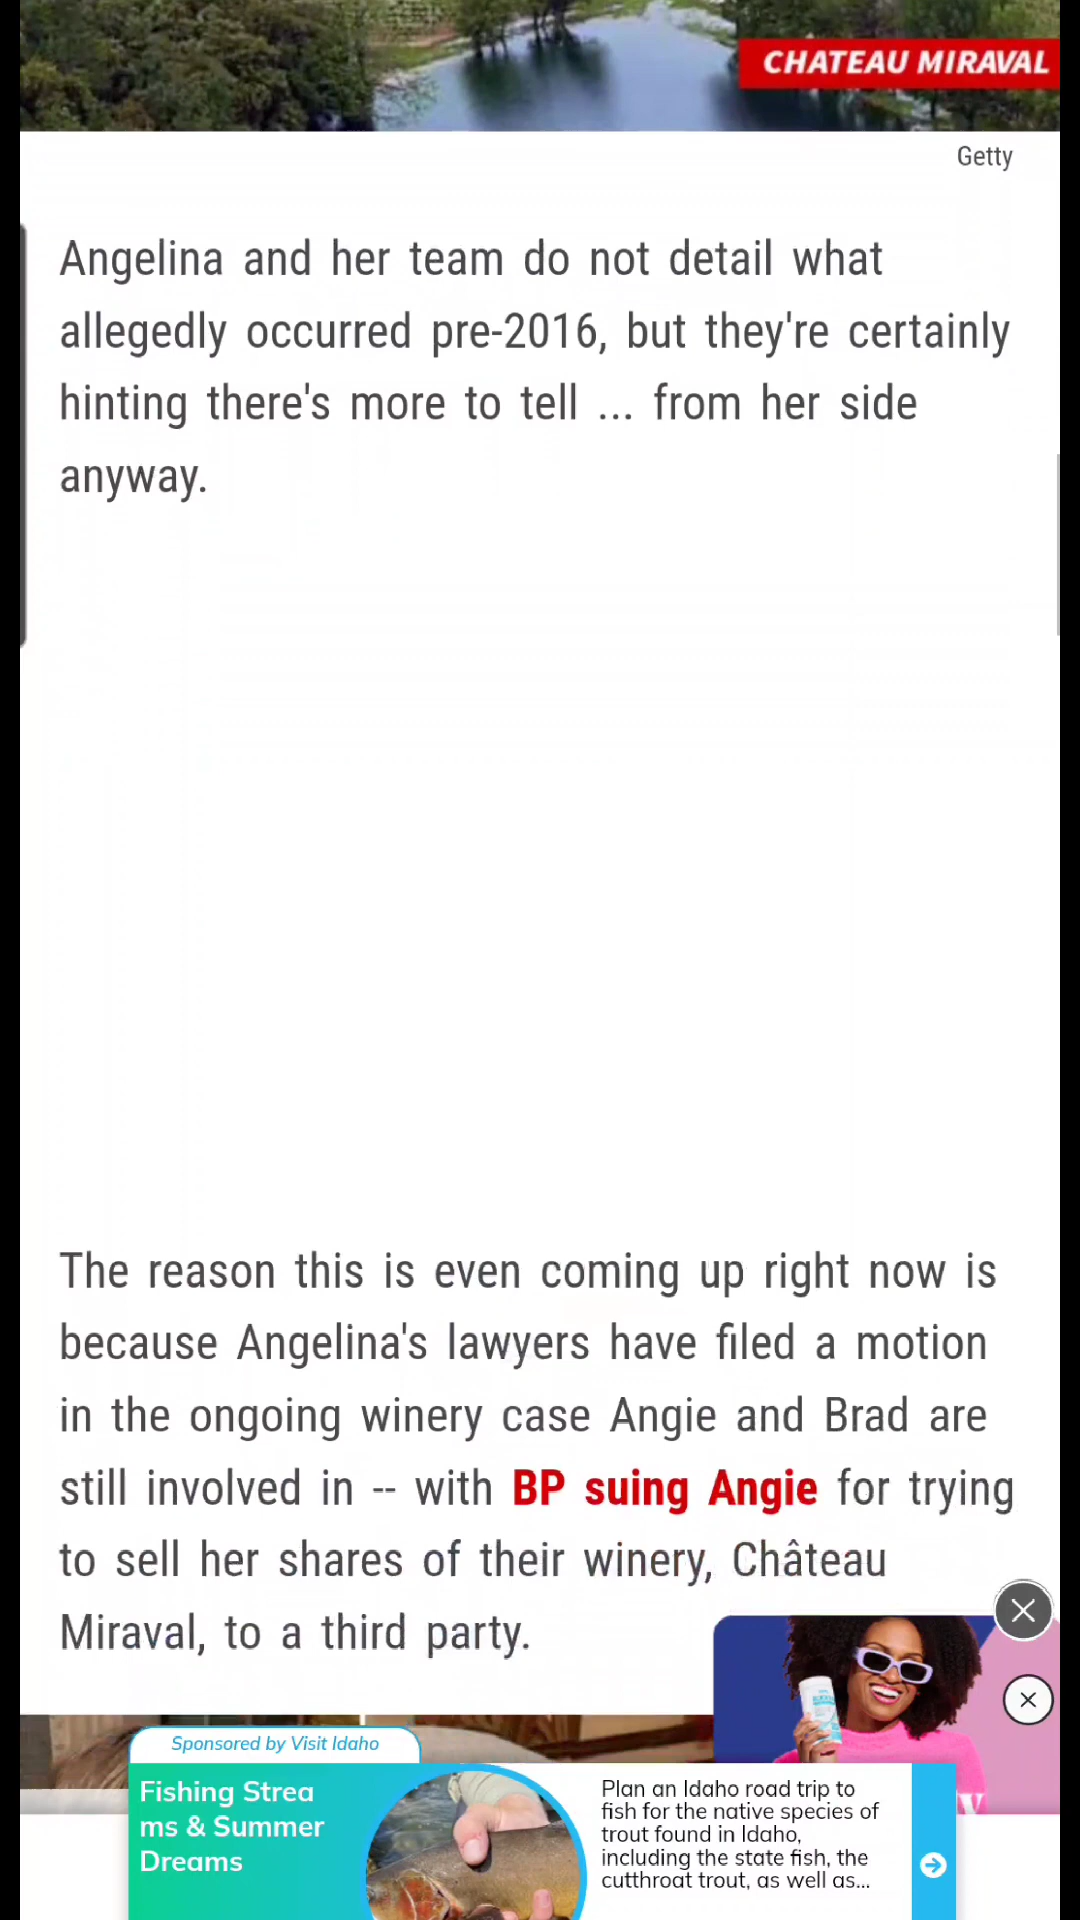 CHATEAU MIRAVAL
Getty
Angelina and her team do not detail what
allegedly occurred pre-2016, but they're certainly
hinting there's more to tell ... from her side
anyway.
The reason this is even coming up right now is
because Angelina's lawyers have filed a motion
in the ongoing winery case Angie and Brad are
still involved in -- with BP suing Angie for trying
to sell her shares of their winery, Château
Miraval, to a third party.
Sponsored by Visit Idaho
Fishing Strea
ms & Summer
Dreams
Plan an Idaho road trip to
fish for the native species of
trout found in Idaho,
including the state fish, the
cutthroat trout, as well as...